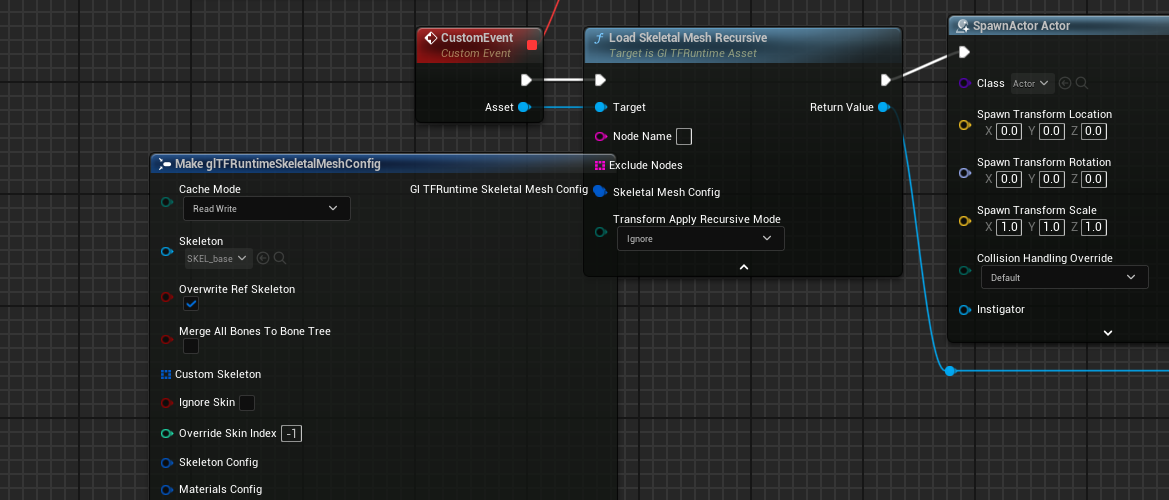 CustomEvent
Custom Event
Asset
Load Skeletal Mesh Recursive
Target is Gl TFRuntime Asset
Target
Return Value
Node Name
Exclude Nodes
Skeletal Mesh Config
Transform Apply Recursive Mode
Ignore
SpawnActor Actor
Class
Actor
Spawn Transform Location
X 0.0 Y 0.0 Z 0.0
Spawn Transform Rotation
X 0.0 Y 0.0 Z 0.0
Spawn Transform Scale
X 1.0 Y 1.0 Z 1.0
Collision Handling Override
Default
Instigator
Make glTFRuntimeSkeletalMeshConfig
Cache Mode
Gl TFRuntime Skeletal Mesh Config
Read Write
Skeleton
SKEL_base
Overwrite Ref Skeleton
Merge All Bones To Bone Tree
Custom Skeleton
Ignore Skin
Override Skin Index -1
Skeleton Config
Materials Config